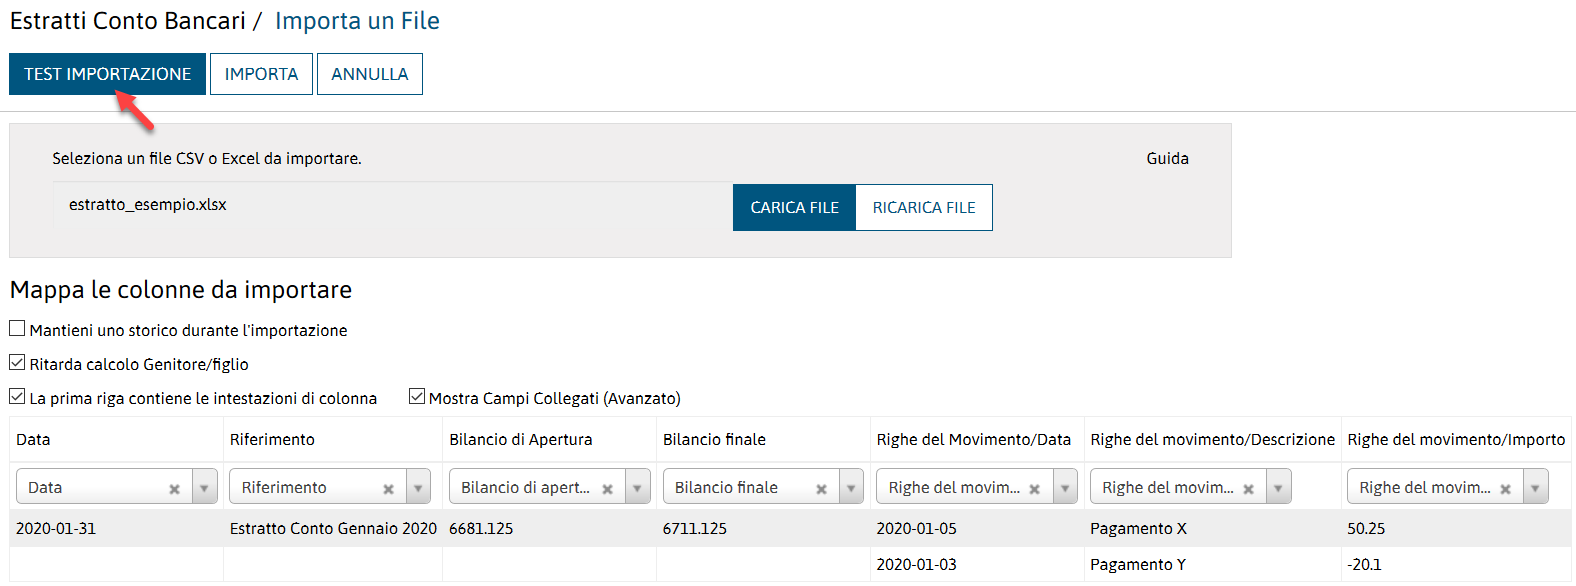 Estratti Conto Bancari / Importa un File
TEST IMPORTAZIONE IMPORTA ANNULLA
Seleziona un file CSV o Excel da importare. Guida
estratto_esempio.xlsx CARICA FILE RICARICA FILE
Mappa le colonne da importare
Mantieni uno storico durante l'importazione
Ritarda calcolo Genitore/figlio
La prima riga contiene le intestazioni di colonna Mostra Campi Collegati (Avanzato)
Data Riferimento Bilancio di Apertura Bilancio finale Righe del Movimento/Data Righe del movimento/Descrizione Righe del movimento/Importo
Data Riferimento Bilancio di apert... Bilancio finale Righe del movim... Righe del movim... Righe del movim...
2020-01-31 Estratto Conto Gennaio 2020 6681.125 6711.125 2020-01-05 Pagamento X 50.25
2020-01-03 Pagamento Y -20.1